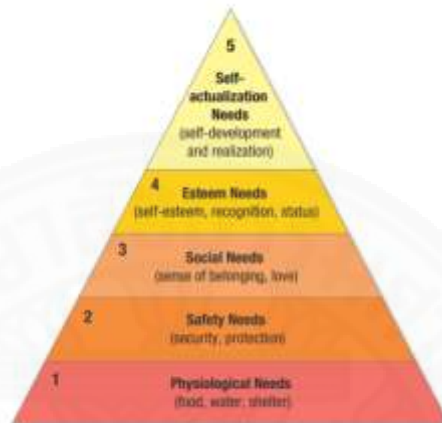 5
Self-
actualization
Needs
(self-development
and realization)
4
Esteem Needs
(self-esteem, recognition, status)
3
Social Needs
(sense of belonging, love)
2
Safety Needs
(security, protection)
1
Physiological Needs
(food, water, shelter)